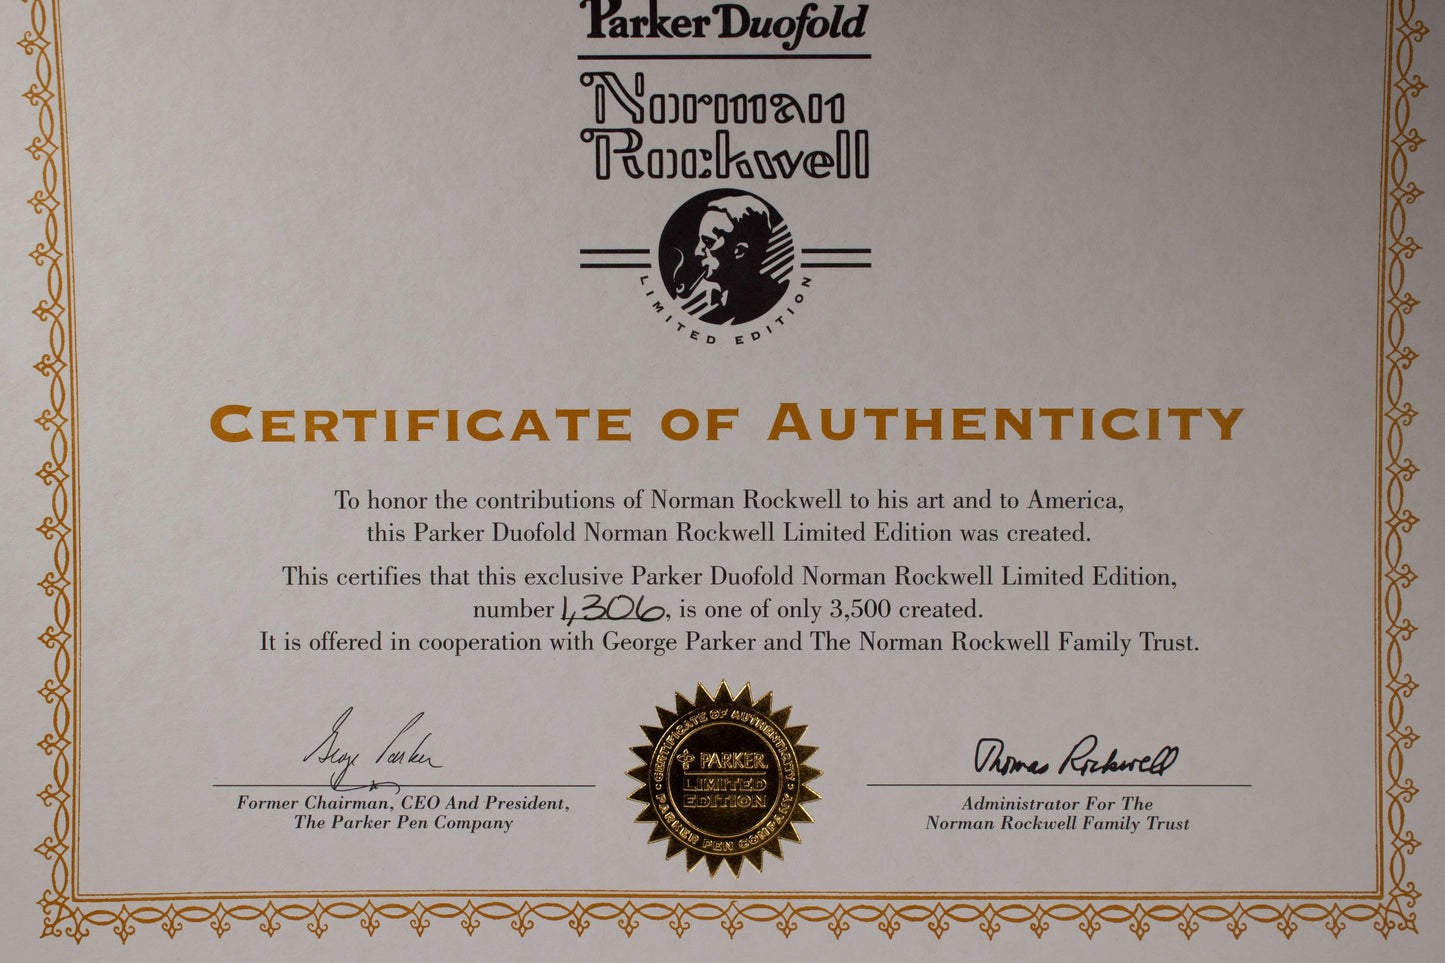 Parker Duofold
Norman
Rockwell
LIMITED EDITION
CERTIFICATE OF AUTHENTICITY
To honor the contributions of Norman Rockwell to his art and to America,
this Parker Duofold Norman Rockwell Limited Edition was created.
This certifies that this exclusive Parker Duofold Norman Rockwell Limited Edition,
number 1,306, is one of only 3,500 created.
It is offered in cooperation with George Parker and The Norman Rockwell Family Trust.
George Parker
Former Chairman, CEO And President,
The Parker Pen Company
CERTIFICATE OF AUTHENTICITY
PARKER
LIMITED
EDITION
PARKER PEN COMPANY
Thomas Rockwell
Administrator For The
Norman Rockwell Family Trust